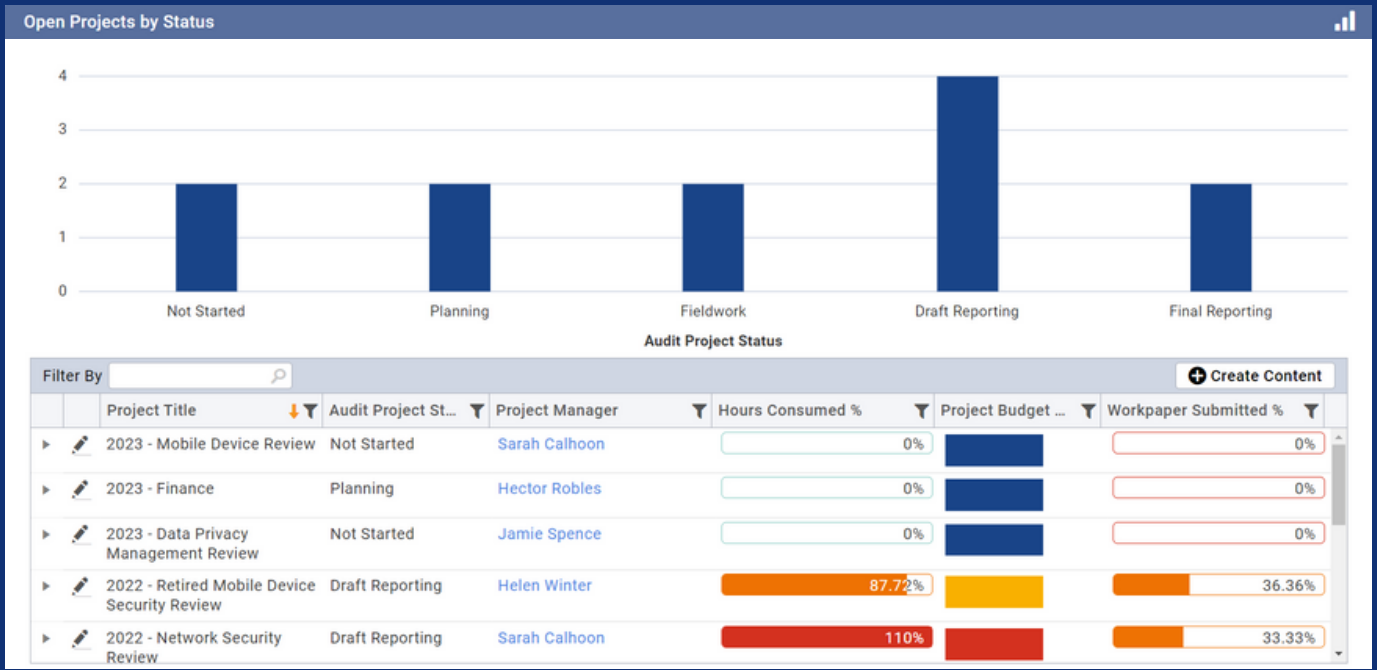 Open Projects by Status
4
3
2
1
0
Not Started Planning Fieldwork Draft Reporting Final Reporting
Audit Project Status
Filter By Create Content
Project Title Audit Project St... Project Manager Hours Consumed % Project Budget ... Workpaper Submitted %
2023 - Mobile Device Review Not Started Sarah Calhoon 0% 0%
2023 - Finance Planning Hector Robles 0% 0%
2023 - Data Privacy Not Started Jamie Spence 0% 0%
Management Review
2022 - Retired Mobile Device Draft Reporting Helen Winter 87.72% 36.36%
Security Review
2022 - Network Security Draft Reporting Sarah Calhoon 110% 33.33%
Review